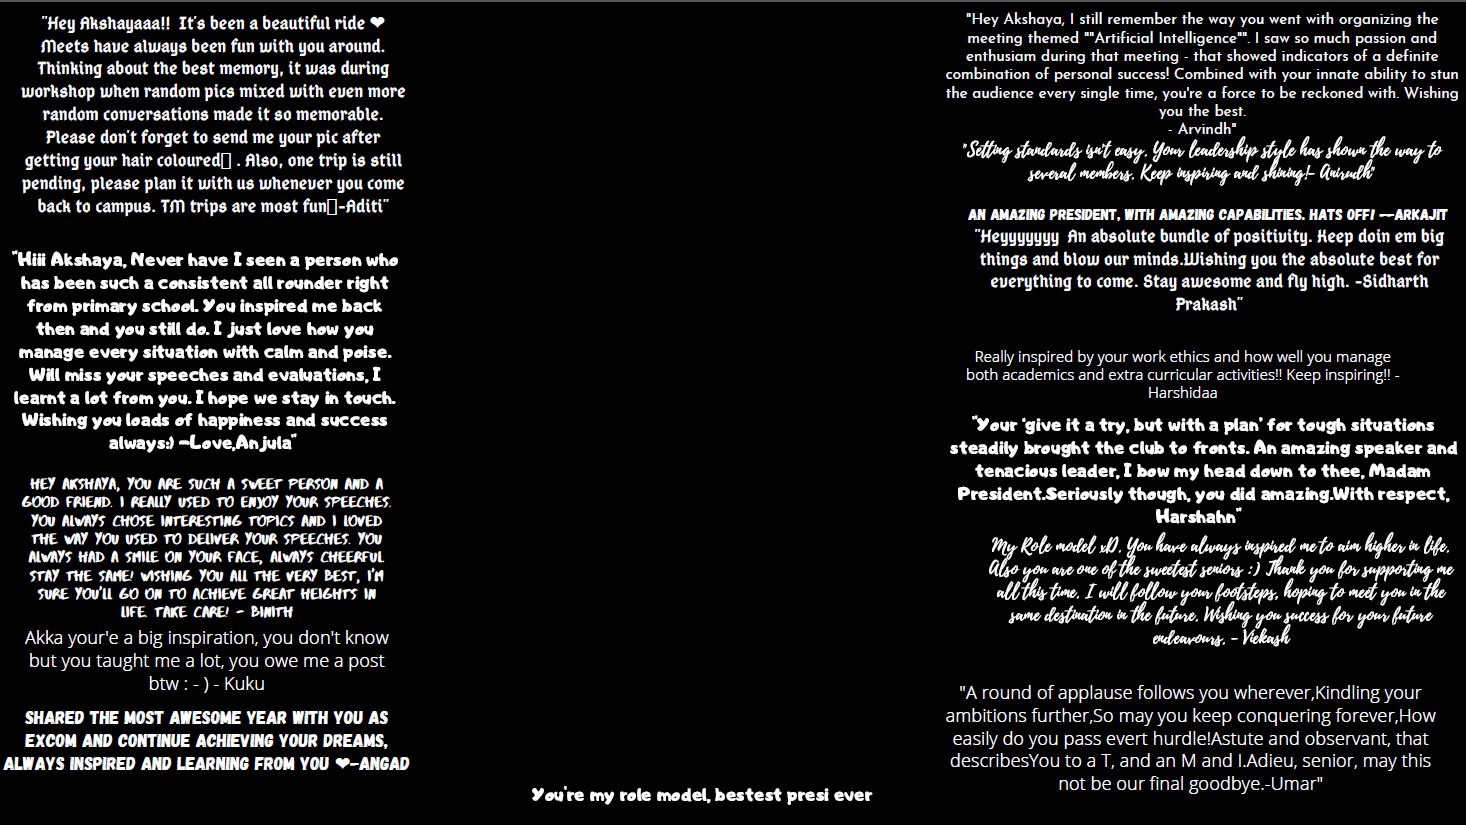 "Hey Akshayaaa!! It's been a beautiful ride ❤
Meets have always been fun with you around.
Thinking about the best memory, it was during
workshop when random pics mixed with even more
random conversations made it so memorable.
Please don't forget to send me your pic after
getting your hair coloured▯ . Also, one trip is still
pending, please plan it with us whenever you come
back to campus. TM trips are most fun▯-Aditi"
"Hiii Akshaya, Never have I seen a person who
has been such a consistent all rounder right
from primary school. You inspired me back
then and you still do. I just love how you
manage every situation with calm and poise.
Will miss your speeches and evaluations, I
learnt a lot from you. I hope we stay in touch.
Wishing you loads of happiness and success
always:) -Love,Anjula"
HEY AKSHAYA, YOU ARE SUCH A SWEET PERSON AND A
GOOD FRIEND. I REALLY USED TO ENJOY YOUR SPEECHES.
YOU ALWAYS CHOSE INTERESTING TOPICS AND I LOVED
THE WAY YOU USED TO DELIVER YOUR SPEECHES. YOU
ALWAYS HAD A SMILE ON YOUR FACE, ALWAYS CHEERFUL.
STAY THE SAME! WISHING YOU ALL THE VERY BEST, I'M
SURE YOU'LL GO ON TO ACHIEVE GREAT HEIGHTS IN
LIFE. TAKE CARE! - BINITH
Akka your'e a big inspiration, you don't know
but you taught me a lot, you owe me a post
btw : - ) - Kuku
SHARED THE MOST AWESOME YEAR WITH YOU AS
EXCOM AND CONTINUE ACHIEVING YOUR DREAMS,
ALWAYS INSPIRED AND LEARNING FROM YOU ❤-ANGAD
You're my role model, bestest presi ever
"Hey Akshaya, I still remember the way you went with organizing the
meeting themed ""Artificial Intelligence"". I saw so much passion and
enthusiam during that meeting - that showed indicators of a definite
combination of personal success! Combined with your innate ability to stun
the audience every single time, you're a force to be reckoned with. Wishing
you the best.
- Arvindh"
"Setting standards isn't easy. Your leadership style has shown the way to
several members. Keep inspiring and shining!- Anirudh"
AN AMAZING PRESIDENT, WITH AMAZING CAPABILITIES. HATS OFF! --ARKAJIT
"Heyyyyyyy An absolute bundle of positivity. Keep doin em big
things and blow our minds.Wishing you the absolute best for
everything to come. Stay awesome and fly high. -Sidharth
Prakash"
Really inspired by your work ethics and how well you manage
both academics and extra curricular activities!! Keep inspiring!! -
Harshidaa
"Your 'give it a try, but with a plan' for tough situations
steadily brought the club to fronts. An amazing speaker and
tenacious leader, I bow my head down to thee, Madam
President.Seriously though, you did amazing.With respect,
Harshahn"
My Role model xD. You have always inspired me to aim higher in life.
Also you are one of the sweetest seniors :) Thank you for supporting me
all this time. I will follow your footsteps, hoping to meet you in the
same destination in the future. Wishing you success for your future
endeavours. - Vickash
"A round of applause follows you wherever,Kindling your
ambitions further,So may you keep conquering forever,How
easily do you pass evert hurdle!Astute and observant, that
describesYou to a T, and an M and I.Adieu, senior, may this
not be our final goodbye.-Umar"